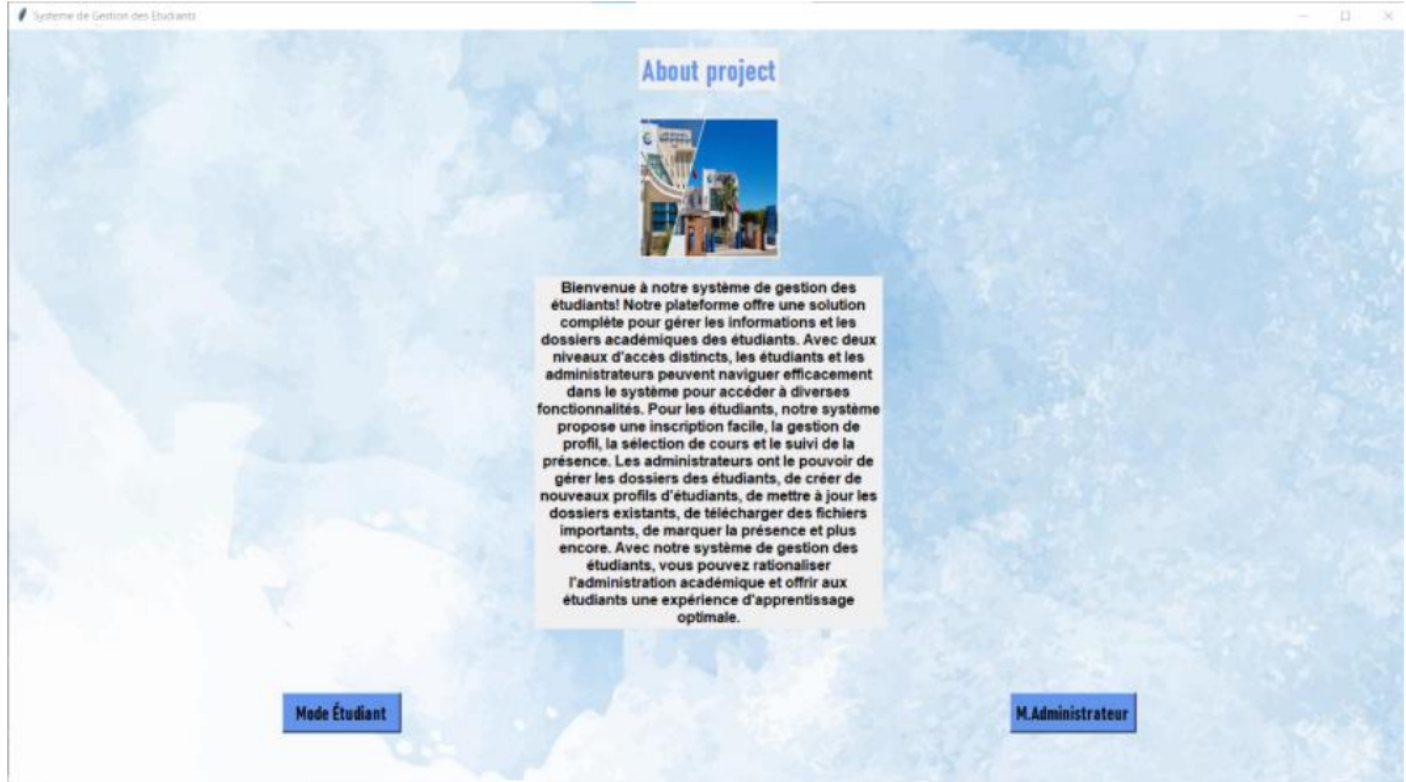 Systeme de Gestion des Etudiants
About project
Bienvenue à notre système de gestion des
étudiants! Notre plateforme offre une solution
complète pour gérer les informations et les
dossiers académiques des étudiants. Avec deux
niveaux d'accès distincts, les étudiants et les
administrateurs peuvent naviguer efficacement
dans le système pour accéder à diverses
fonctionnalités. Pour les étudiants, notre système
propose une inscription facile, la gestion de
profil, la sélection de cours et le suivi de la
présence. Les administrateurs ont le pouvoir de
gérer les dossiers des étudiants, de créer de
nouveaux profils d'étudiants, de mettre à jour les
dossiers existants, de télécharger des fichiers
importants, de marquer la présence et plus
encore. Avec notre système de gestion des
étudiants, vous pouvez rationaliser
l'administration académique et offrir aux
étudiants une expérience d'apprentissage
optimale.
Mode Étudiant
M.Administrateur